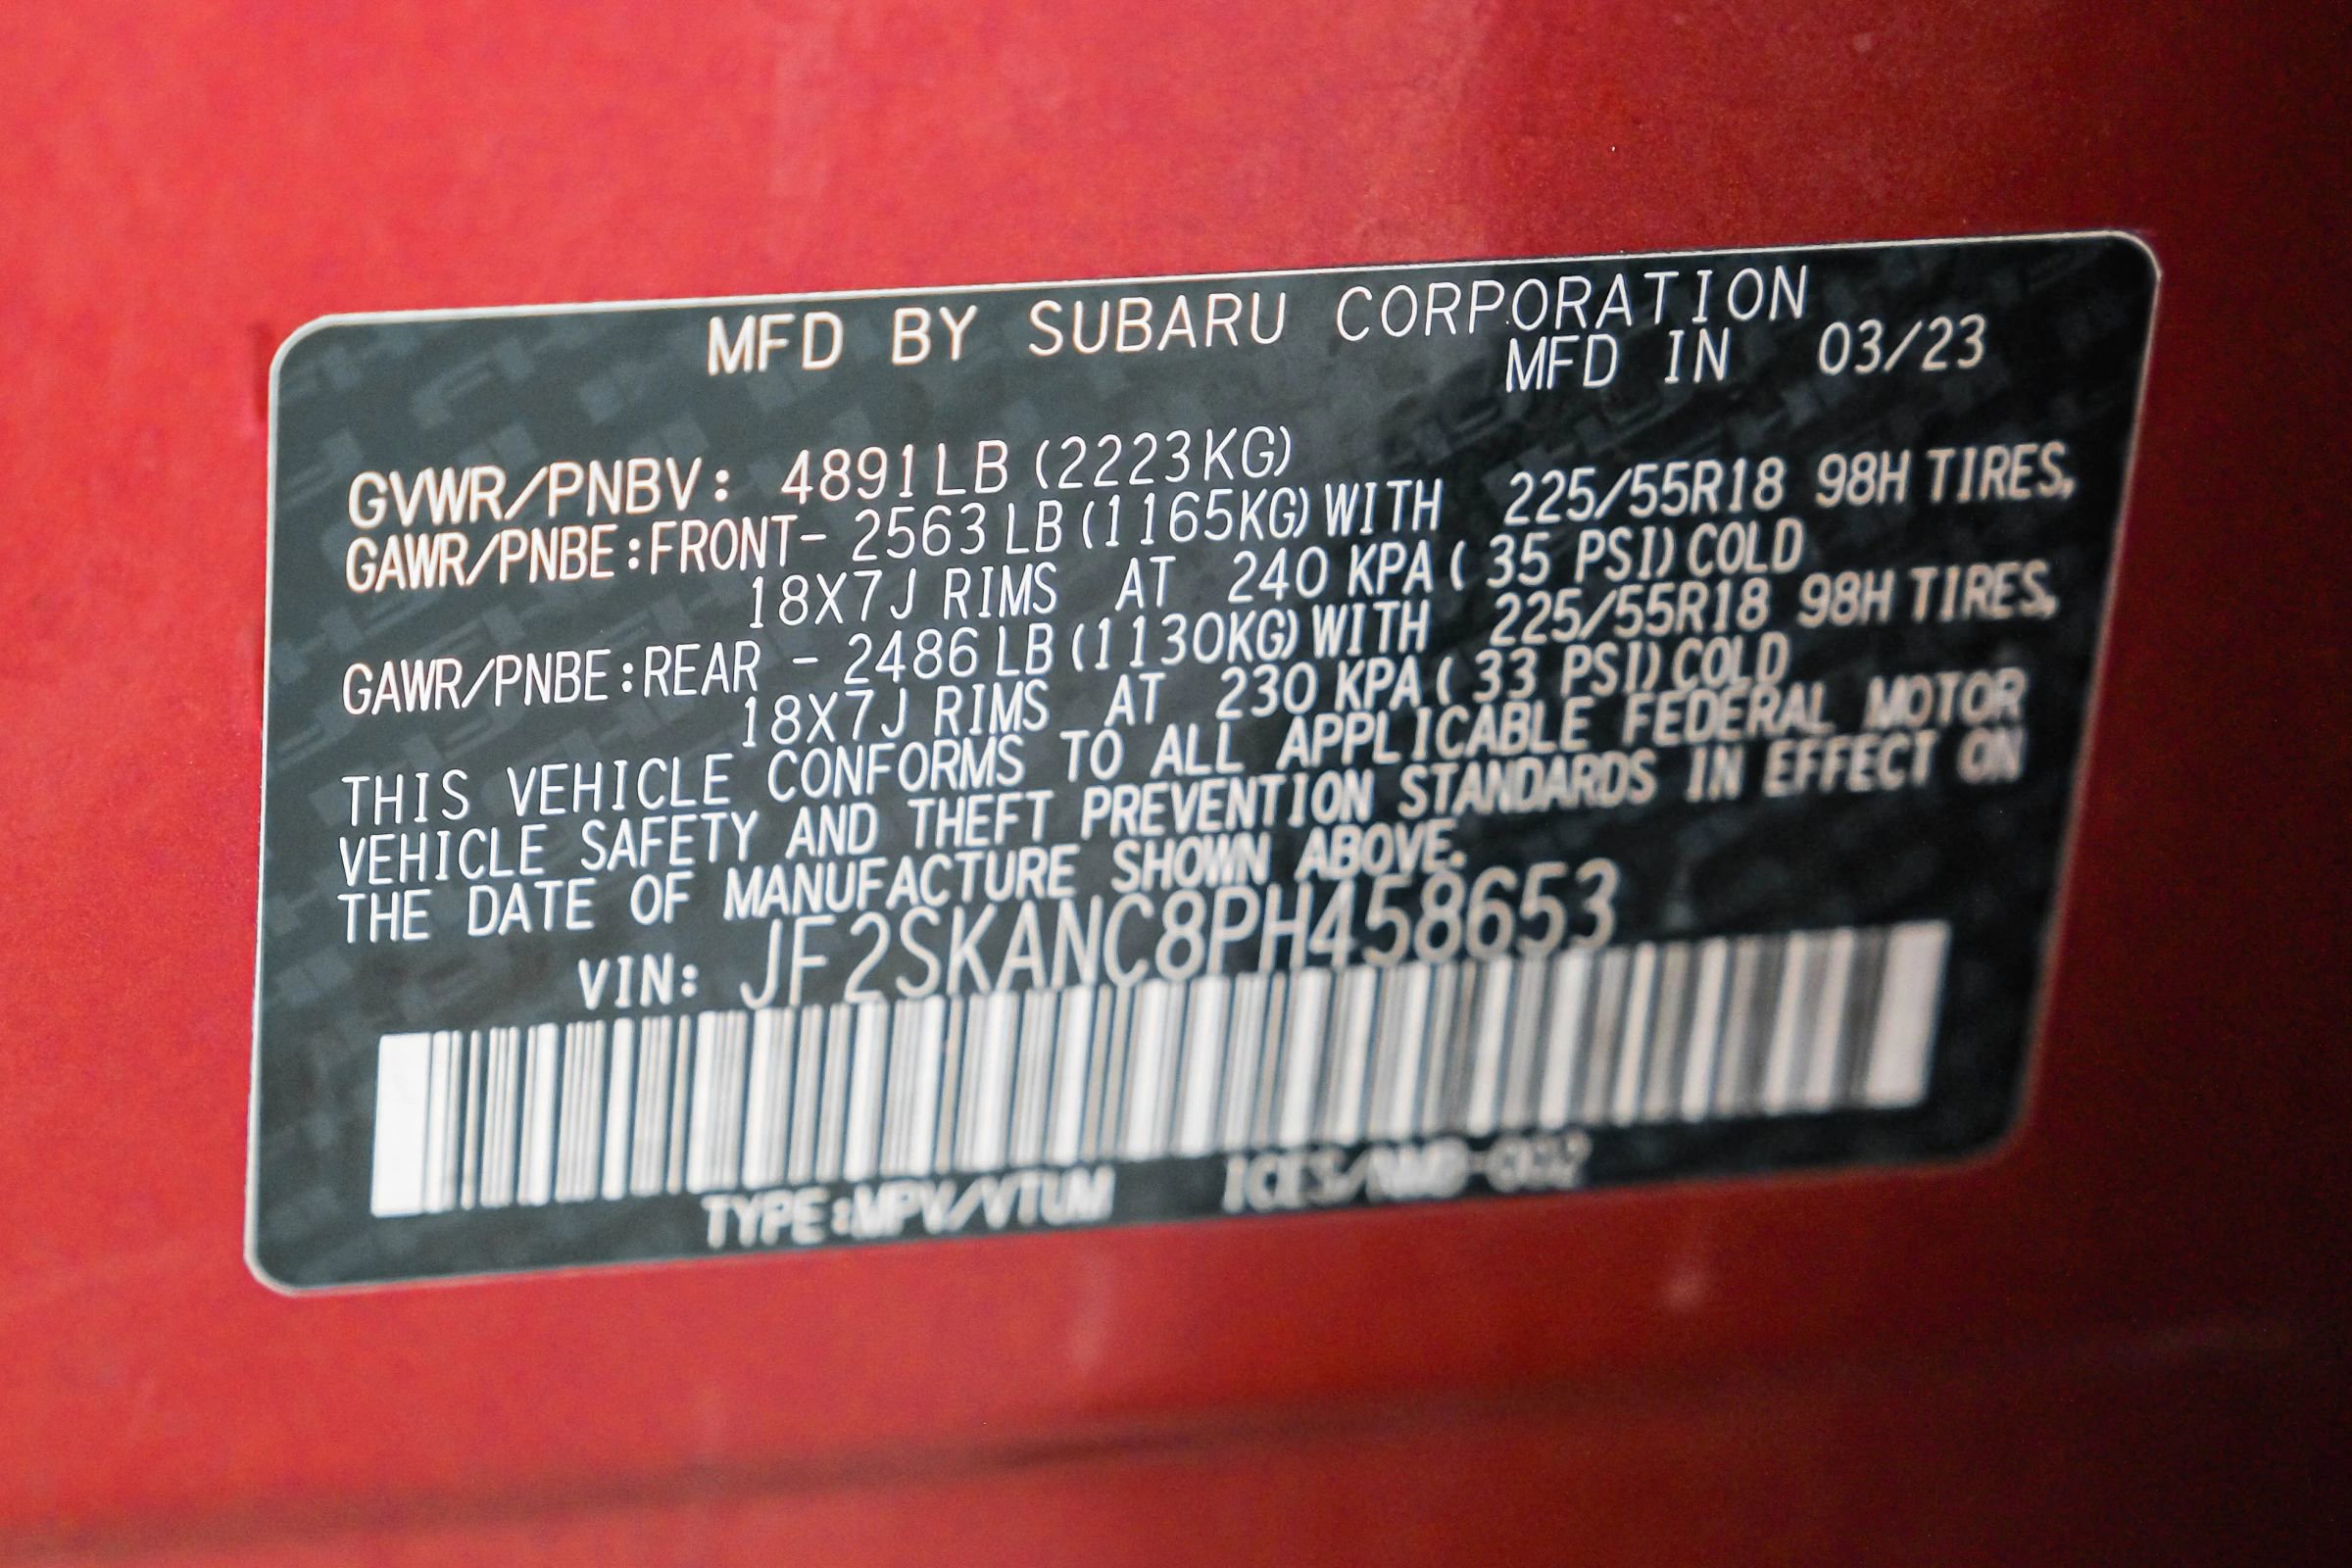 MFD BY SUBARU CORPORATION
MFD IN 03/23
GVWR/PNBV: 4891LB (2223KG)
GAWR/PNBE:FRONT- 2563 LB (1165KG) WITH 225/55R18 98H TIRES,
18X7J RIMS AT 240 KPA ( 35 PSI) COLD
GAWR/PNBE:REAR - 2486 LB (1130KG) WITH 225/55R18 98H TIRES,
18X7J RIMS AT 230 KPA ( 33 PSI) COLD
THIS VEHICLE CONFORMS TO ALL APPLICABLE FEDERAL MOTOR
VEHICLE SAFETY AND THEFT PREVENTION STANDARDS IN EFFECT ON
THE DATE OF MANUFACTURE SHOWN ABOVE.
VIN: JF2SKANC8PH458653
TYPE:MPV/VTUM ICES/NMB-002